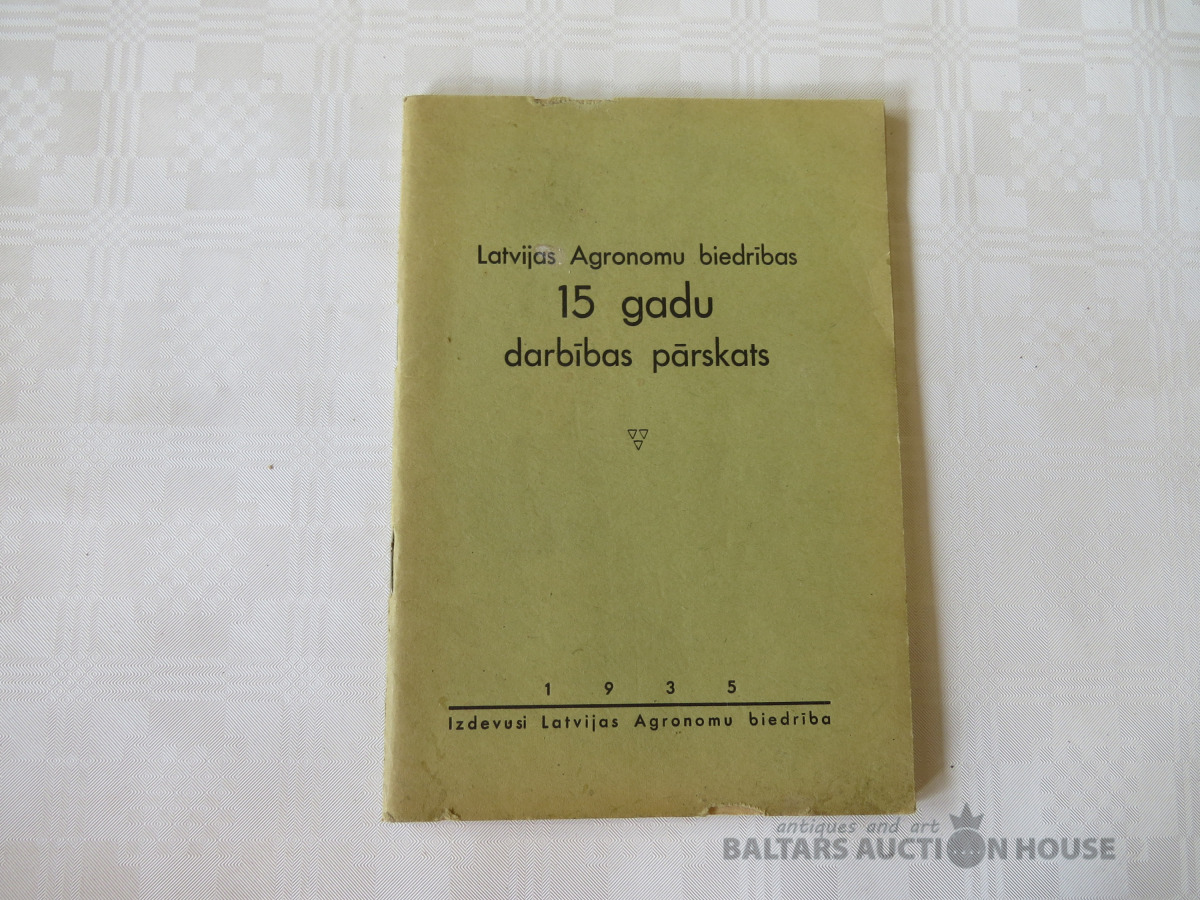 Latvijas Agronomu biedrības
15 gadu
darbības pārskats
1 9 3 5
Izdevusi Latvijas Agronomu biedrība
antiques and art
BALTARS AUCTION HOUSE